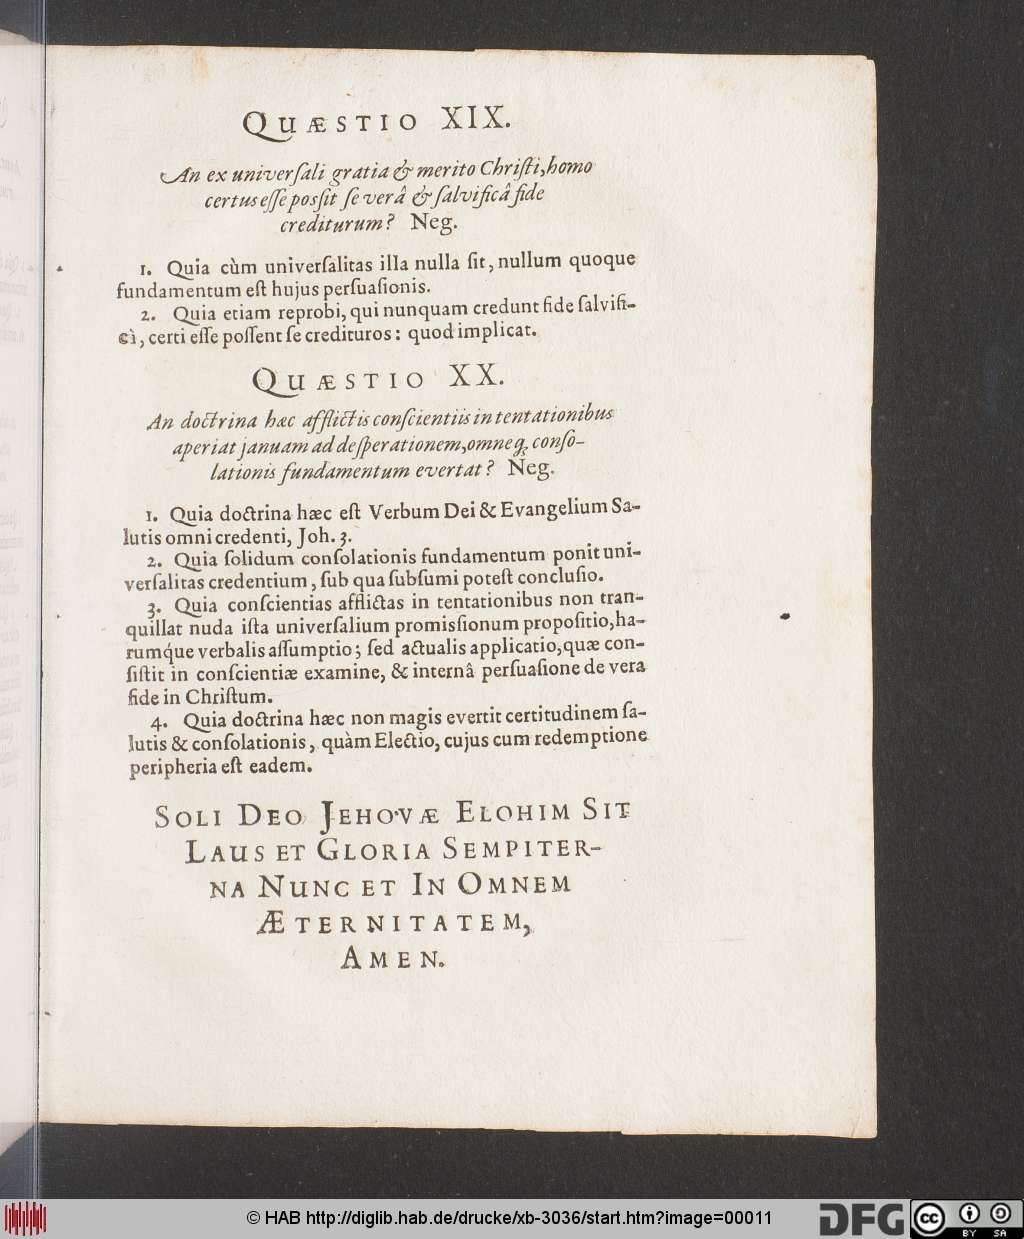 QUÆSTIO XIX.
An ex univerſali gratia & merito Chriſti, homo
certus eſſe poſsit ſe verâ & ſalvificâ fide
crediturum? Neg.
1. Quia cùm univerſalitas illa nulla ſit, nullum quoque
fundamentum eſt hujus perſuaſionis.
2. Quia etiam reprobi, qui nunquam credunt fide ſalvifi-
cì, certi eſſe poſſent ſe credituros: quod implicat.
QUÆSTIO XX.
An doctrina hæc afflictis conſcientiis in tentationibus
aperiat januam ad deſperationem, omneq́; conſo-
lationis fundamentum evertat? Neg.
1. Quia doctrina hæc eſt Verbum Dei & Evangelium Sa-
lutis omni credenti, Joh. 3.
2. Quia ſolidum conſolationis fundamentum ponit uni-
verſalitas credentium, ſub qua ſubſumi poteſt concluſio.
3. Quia conſcientias afflictas in tentationibus non tran-
quillat nuda iſta univerſalium promiſſionum propoſitio, ha-
rumq́ue verbalis aſſumptio; ſed actualis applicatio, quæ con-
ſiſtit in conſcientiæ examine, & internâ perſuaſione de vera
fide in Chriſtum.
4. Quia doctrina hæc non magis evertit certitudinem ſa-
lutis & conſolationis, quàm Electio, cujus cum redemptione
peripheria eſt eadem.
SOLI DEO JEHOVÆ ELOHIM SIT
LAUS ET GLORIA SEMPITER-
NA NUNC ET IN OMNEM
ÆTERNITATEM,
AMEN.
© HAB http://diglib.hab.de/drucke/xb-3036/start.htm?image=00011
DFG
cc BY SA